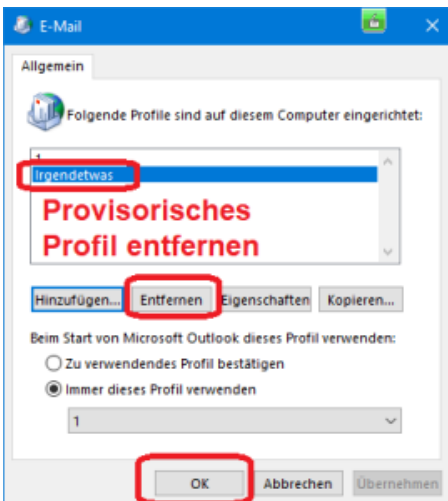 E-Mail
Allgemein
Folgende Profile sind auf diesem Computer eingerichtet:
1
Irgendetwas
Provisorisches
Profil entfernen
Hinzufügen... Entfernen Eigenschaften Kopieren...
Beim Start von Microsoft Outlook dieses Profil verwenden:
Zu verwendendes Profil bestätigen
Immer dieses Profil verwenden
1
OK Abbrechen Übernehmen